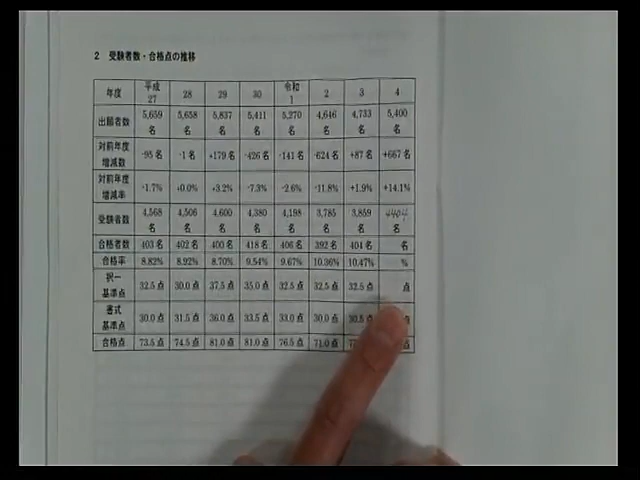 2 受験者数・合格点の推移
年度 平成27 28 29 30 令和1 2 3 4
出願者数 5,659名 5,658名 5,837名 5,411名 5,270名 4,646名 4,733名 5,400名
対前年度増減数 -95名 -1名 +179名 -426名 -141名 -624名 +87名 +667名
対前年度増減率 -1.7% +0.0% +3.2% -7.3% -2.6% -11.8% +1.9% +14.1%
受験者数 4,568名 4,506名 4,600名 4,380名 4,198名 3,785名 3,859名 4404名
合格者数 403名 402名 400名 418名 406名 392名 404名 名
合格率 8.82% 8.92% 8.70% 9.54% 9.67% 10.36% 10.47% %
択一基準点 32.5点 30.0点 37.5点 35.0点 32.5点 32.5点 32.5点 点
書式基準点 30.0点 31.5点 36.0点 33.5点 33.0点 30.0点 点
合格点 73.5点 74.5点 81.0点 81.0点 76.5点 71.0点 点